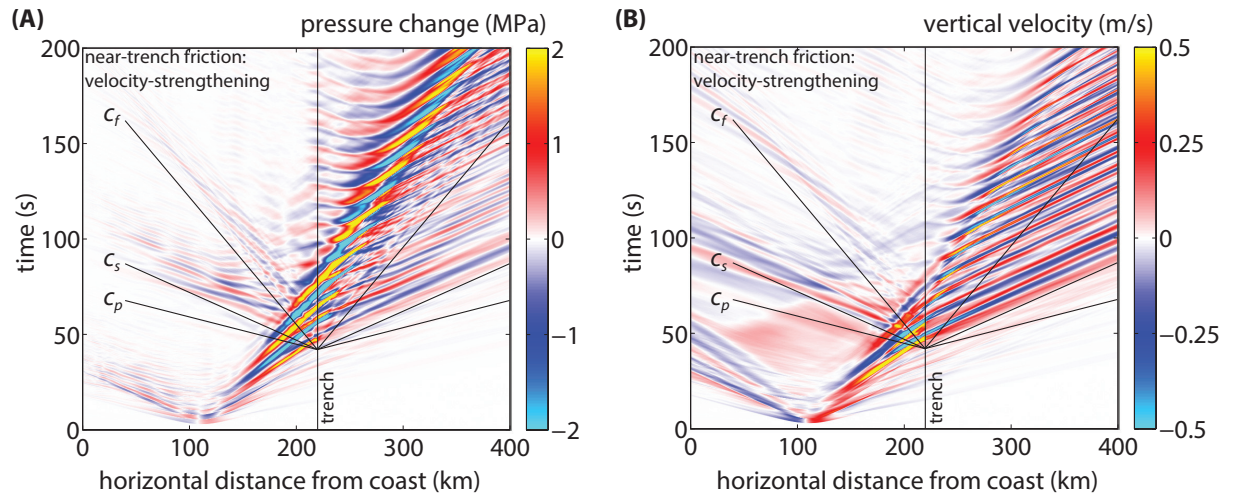 (A)
pressure change (MPa)
near-trench friction:
velocity-strengthening
c_f
c_s
c_p
trench
200
150
100
50
0
time (s)
0
100
200
300
400
horizontal distance from coast (km)
2
1
0
−1
−2
(B)
vertical velocity (m/s)
near-trench friction:
velocity-strengthening
c_f
c_s
c_p
trench
200
150
100
50
0
time (s)
0
100
220
300
400
horizontal distance from coast (km)
0.5
0.25
0
−0.25
−0.5